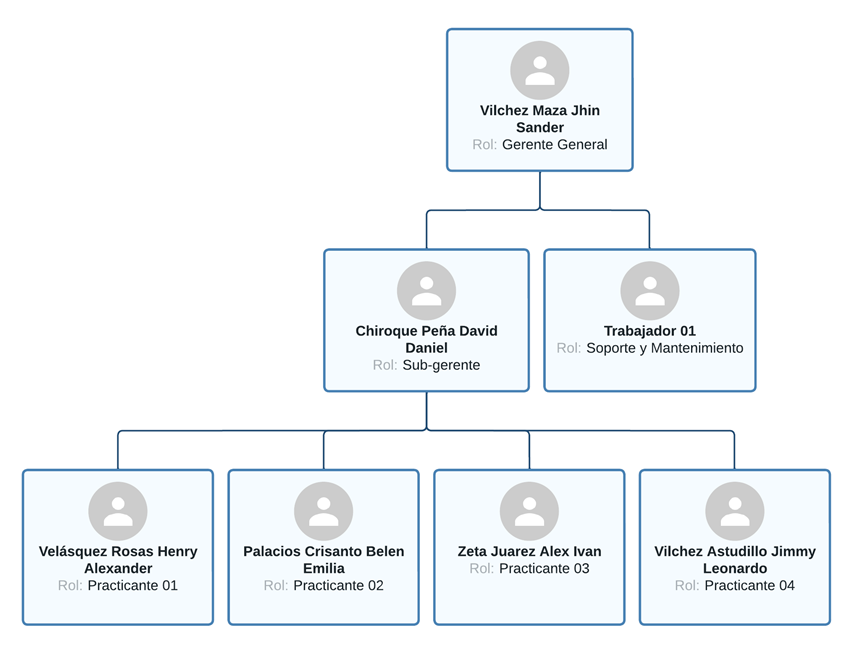 Vilchez Maza Jhin
Sander
Rol: Gerente General
Chiroque Peña David
Daniel
Rol: Sub-gerente
Trabajador 01
Rol: Soporte y Mantenimiento
Velásquez Rosas Henry
Alexander
Rol: Practicante 01
Palacios Crisanto Belen
Emilia
Rol: Practicante 02
Zeta Juarez Alex Ivan
Rol: Practicante 03
Vilchez Astudillo Jimmy
Leonardo
Rol: Practicante 04